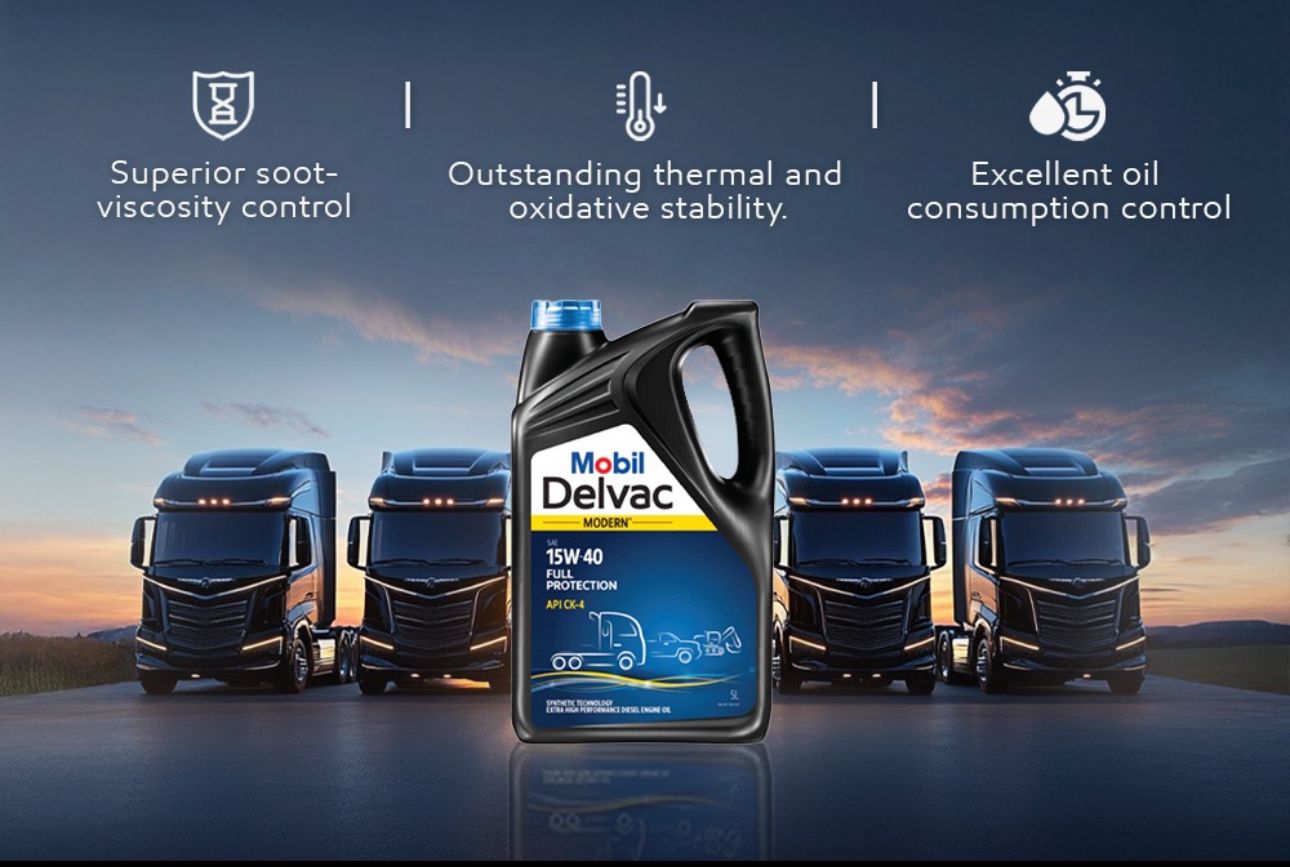 Superior soot-
viscosity control
Outstanding thermal and
oxidative stability.
Excellent oil
consumption control
Mobil
Delvac
MODERN™
SAE
15W-40
FULL
PROTECTION
API CK-4
5L
SYNTHETIC TECHNOLOGY
EXTRA HIGH PERFORMANCE DIESEL ENGINE OIL